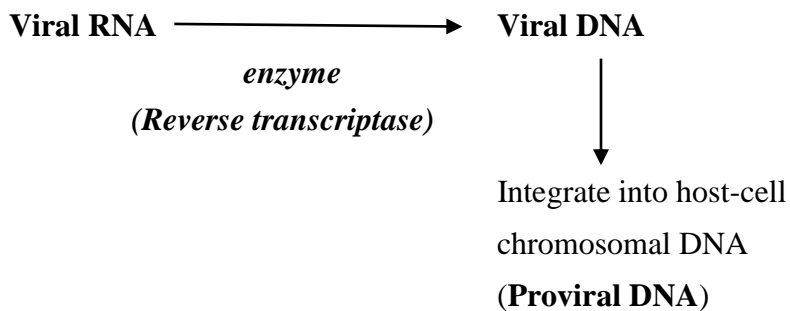 Viral RNA
Viral DNA
enzyme
(Reverse transcriptase)
Integrate into host-cell
chromosomal DNA
(Proviral DNA)